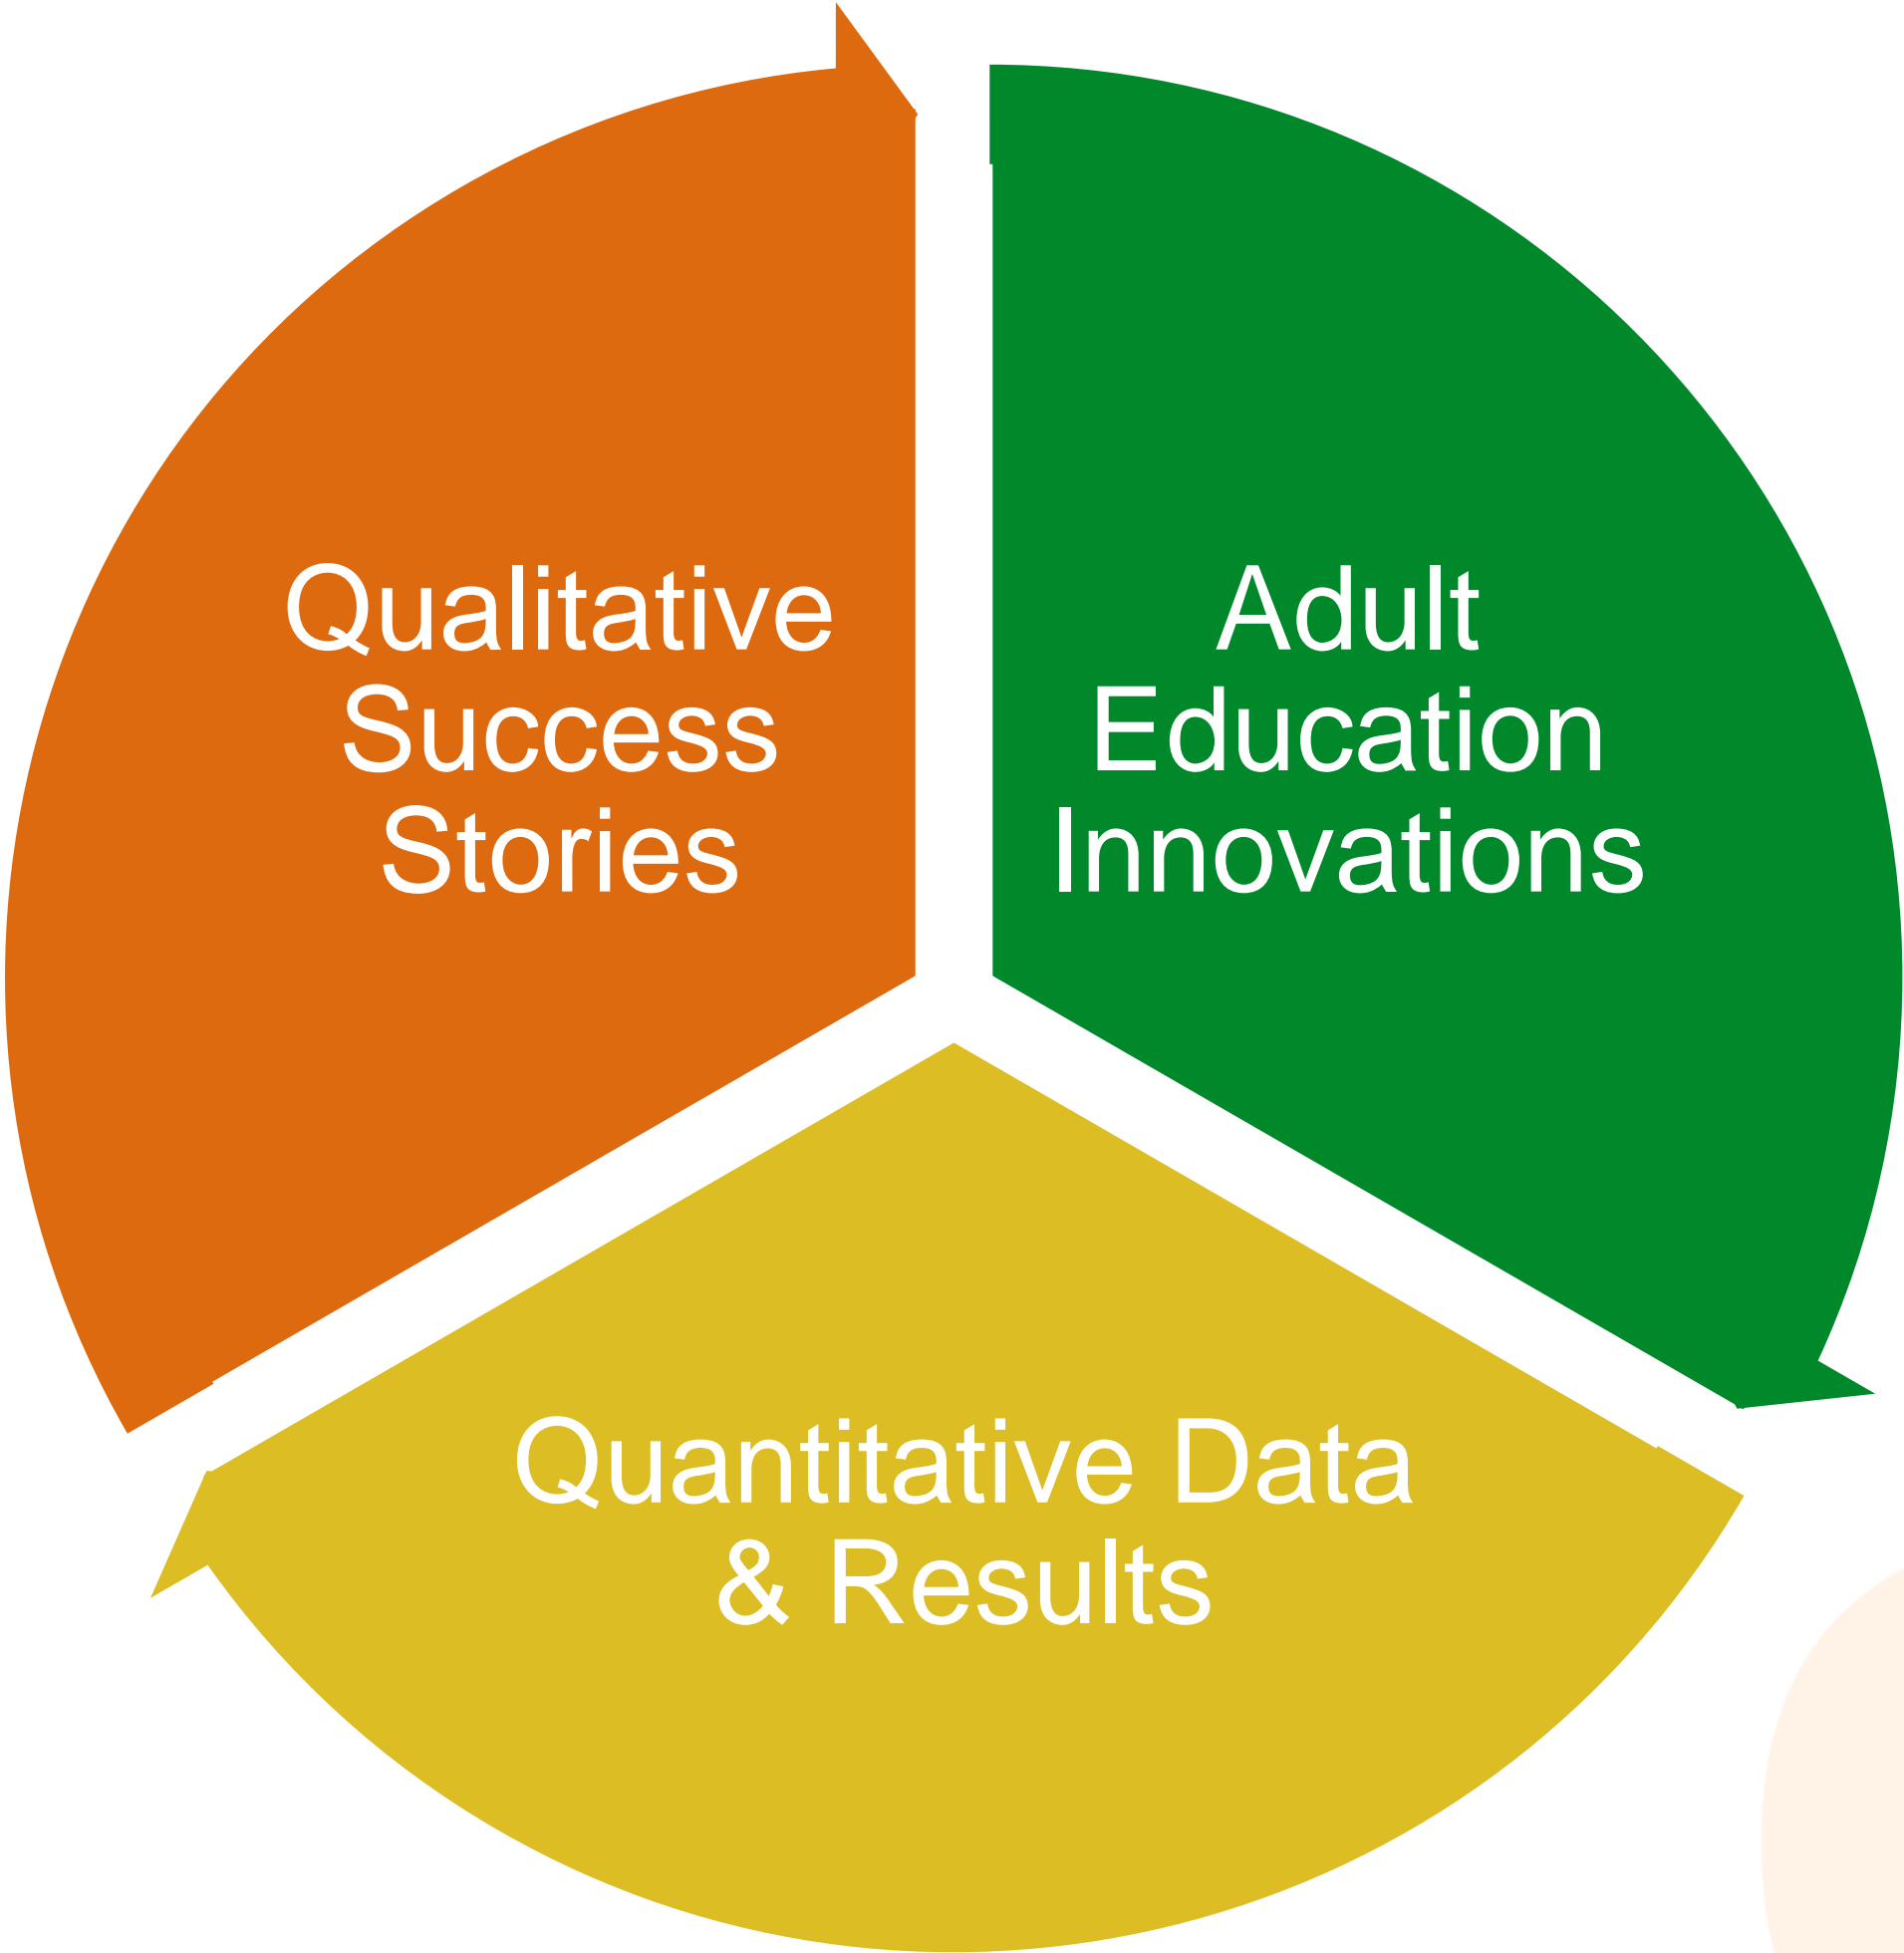 Qualitative
Success
Stories
Adult
Education
Innovations
Quantitative Data
& Results